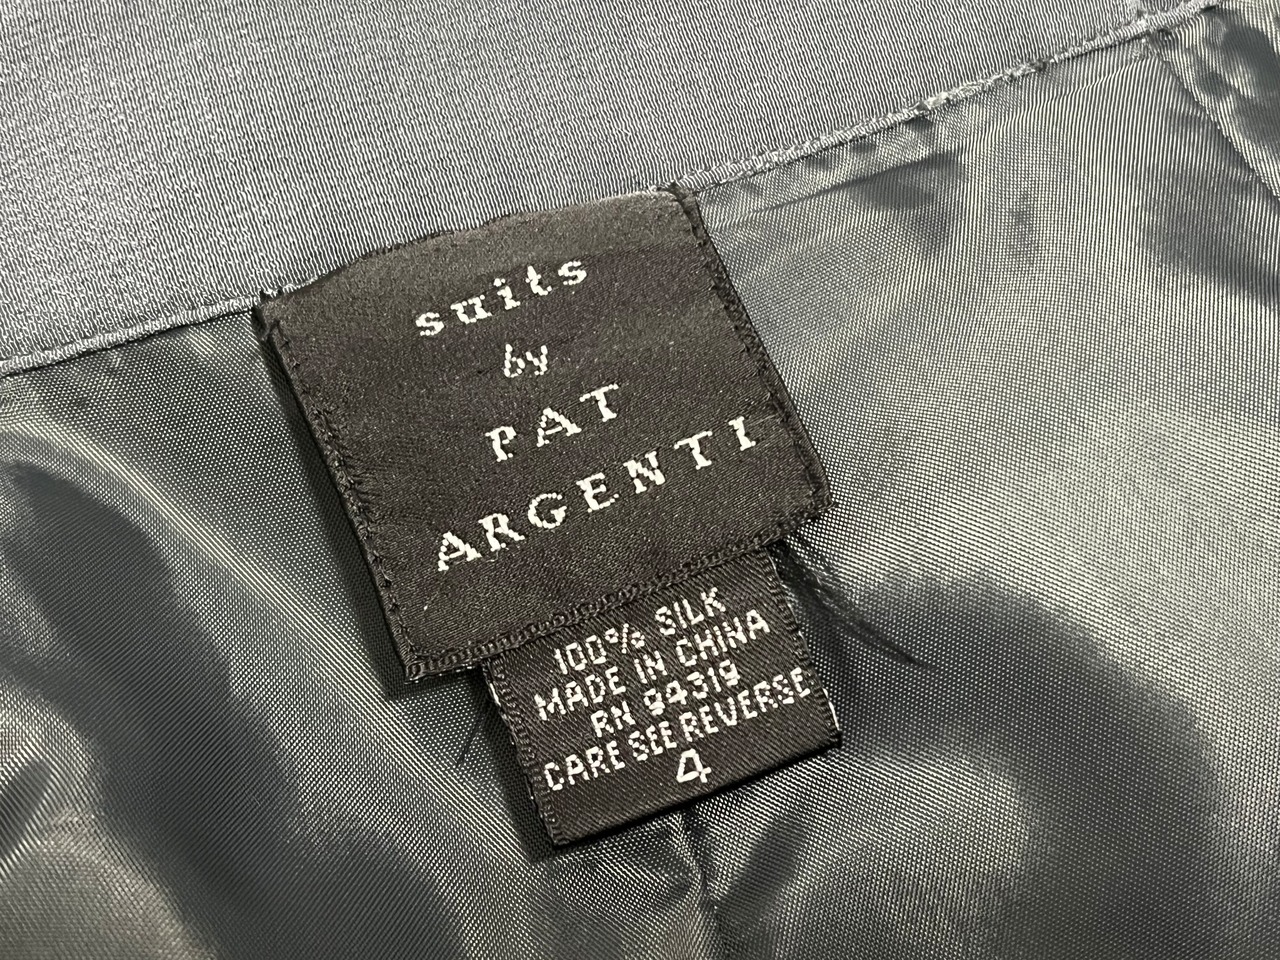 suits
by
PAT
ARGENTI
100% SILK
MADE IN CHINA
RN 94319
CARE SEE REVERSE
4